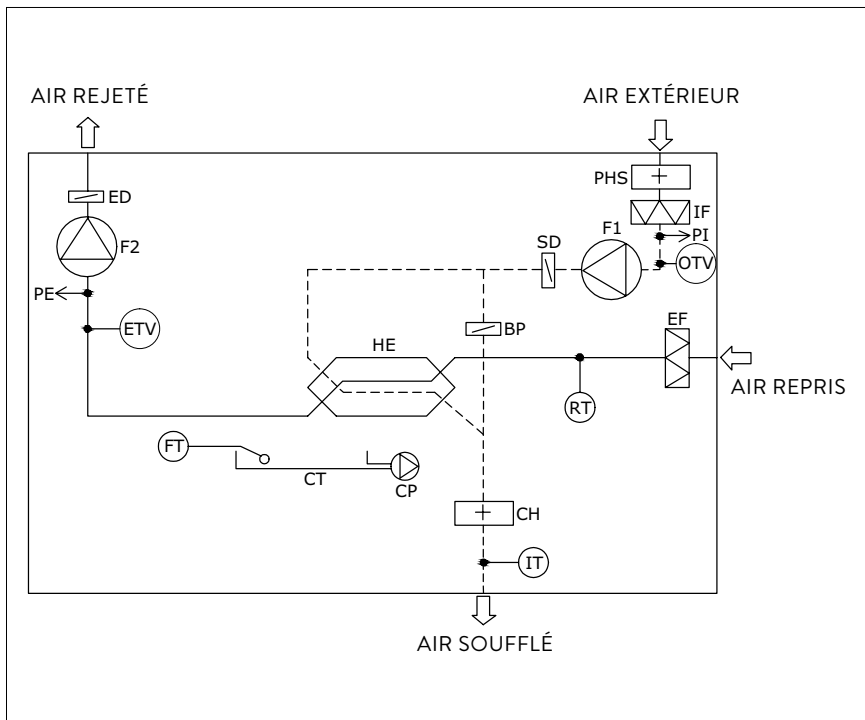 AIR REJETÉ
AIR EXTÉRIEUR
PHS
ED
IF
F1
PI
F2
SD
OTV
PE
ETV
BP
EF
HE
AIR REPRIS
RT
FT
CT
CP
CH
IT
AIR SOUFFLÉ